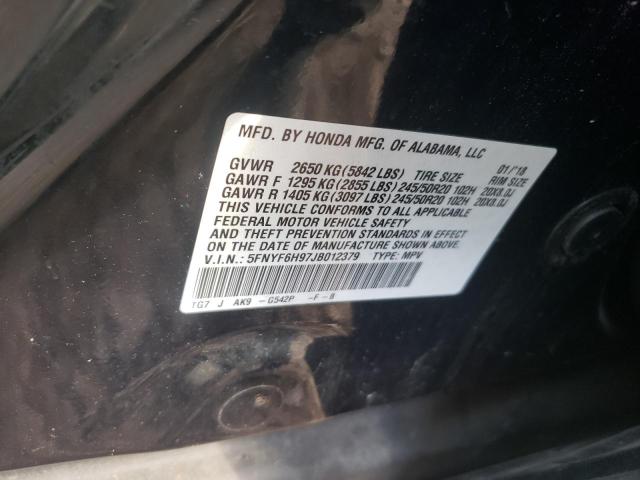 MFD. BY HONDA MFG. OF ALABAMA, LLC
01/'18
GVWR 2650 KG (5842 LBS) TIRE SIZE RIM SIZE
GAWR F 1295 KG (2855 LBS) 245/50R20 102H 20X8.0J
GAWR R 1405 KG (3097 LBS) 245/50R20 102H 20X8.0J
THIS VEHICLE CONFORMS TO ALL APPLICABLE
FEDERAL MOTOR VEHICLE SAFETY
AND THEFT PREVENTION STANDARDS IN EFFECT
ON THE DATE OF MANUFACTURE SHOWN ABOVE.
V.I.N.: 5FNYF6H97JB012379 TYPE: MPV
TG7 J AK9 -G542P -F-B